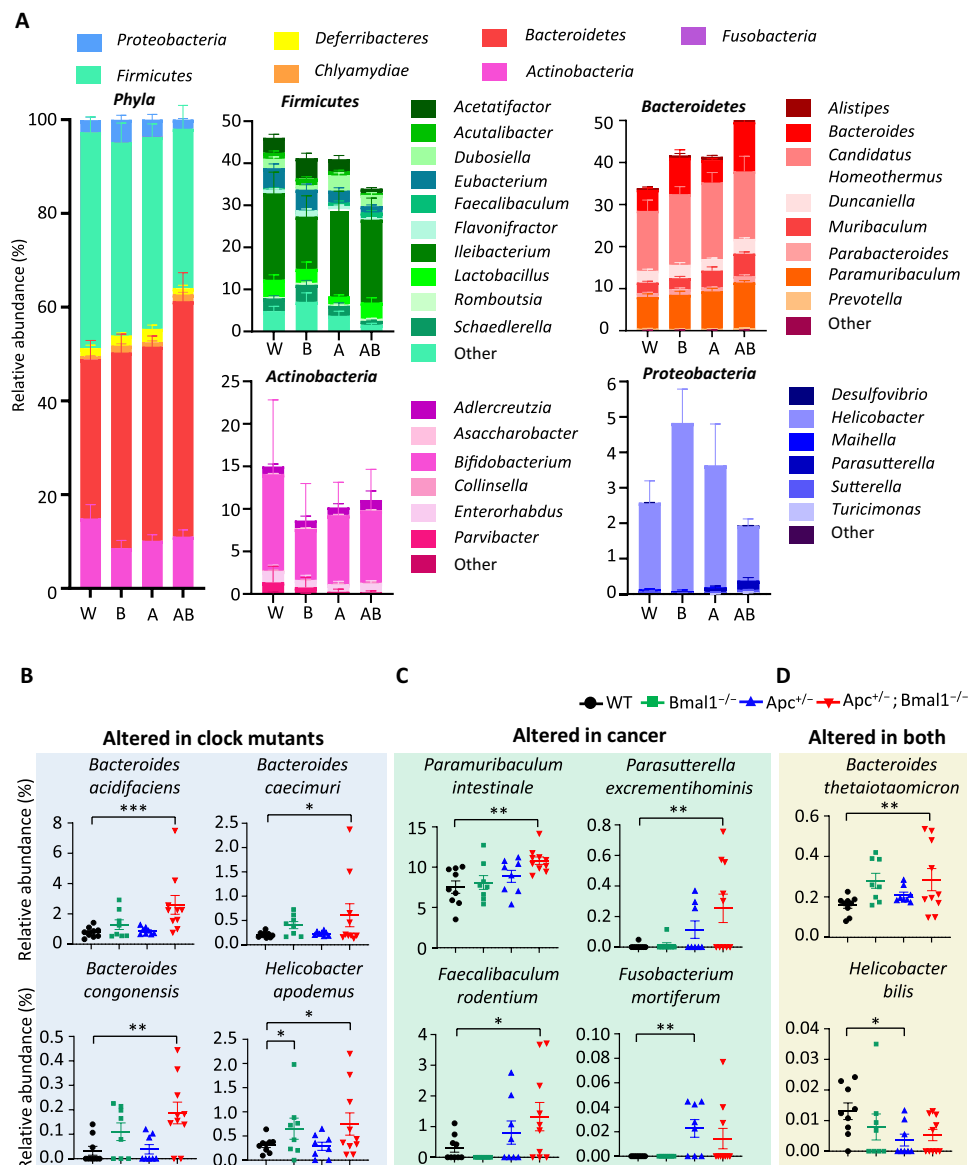 A
Proteobacteria
Deferribacteres
Bacteroidetes
Fusobacteria
Firmicutes
Chlyamydiae
Actinobacteria
Phyla
Relative abundance (%)
100
80
60
40
20
0
W B A AB
Firmicutes
50
40
30
20
10
0
W B A AB
Acetatifactor
Acutalibacter
Dubosiella
Eubacterium
Faecalibaculum
Flavonifractor
Ileibacterium
Lactobacillus
Romboutsia
Schaedlerella
Other
Bacteroidetes
50
40
30
20
10
0
W B A AB
Alistipes
Bacteroides
Candidatus
Homeothermus
Duncaniella
Muribaculum
Parabacteroides
Paramuribaculum
Prevotella
Other
Actinobacteria
25
20
15
10
5
0
W B A AB
Adlercreutzia
Asaccharobacter
Bifidobacterium
Collinsella
Enterorhabdus
Parvibacter
Other
Proteobacteria
6
5
4
3
2
1
0
W B A AB
Desulfovibrio
Helicobacter
Maihella
Parasutterella
Sutterella
Turicimonas
Other
B
C
D
WT Bmal1−/− Apc+/− Apc+/−; Bmal1−/−
Altered in clock mutants
Relative abundance (%)
Bacteroides
acidifaciens
***
8
6
4
2
0
Bacteroides
caecimuri
*
2.5
2.0
1.5
1.0
0.5
0.0
Relative abundance (%)
Bacteroides
congonensis
**
0.5
0.4
0.3
0.2
0.1
0.0
Helicobacter
apodemus
*
*
2.5
2.0
1.5
1.0
0.5
0.0
Altered in cancer
Paramuribaculum
intestinale
**
15
10
5
0
Parasutterella
excrementihominis
**
0.8
0.6
0.4
0.2
0.0
Faecalibaculum
rodentium
*
4
3
2
1
0
Fusobacterium
mortiferum
**
0.10
0.08
0.06
0.04
0.02
0.00
Altered in both
Bacteroides
thetaiotaomicron
**
0.6
0.4
0.2
0.0
Helicobacter
bilis
*
0.04
0.03
0.02
0.01
0.00